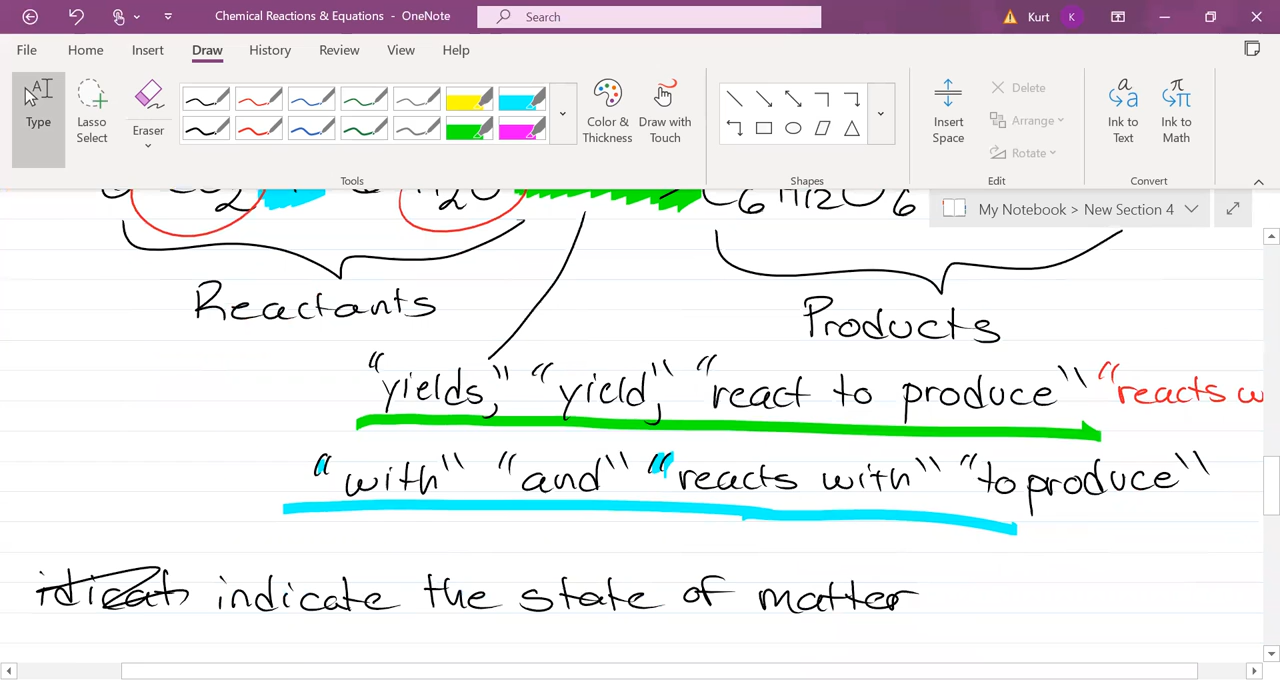 Chemical Reactions & Equations - OneNote
Search
Kurt
K
File Home Insert Draw History Review View Help
Type
Lasso Select
Eraser
Color & Thickness
Draw with Touch
Insert Space
Delete
Arrange
Rotate
Ink to Text
Ink to Math
Tools
Shapes
Edit
Convert
C6H12O6
My Notebook > New Section 4
Reactants
Products
"yields," "yield," "react to produce" "reacts w
"with" "and" "reacts with" "to produce"
indicate the state of matter